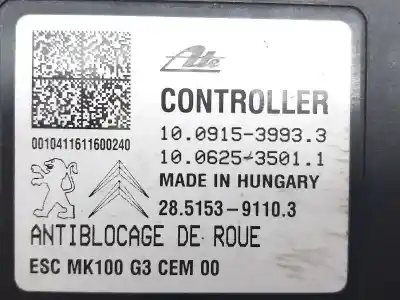 Ate
CONTROLLER
10.0915-3993.3
10.0625-3501.1
0010411611600240
MADE IN HUNGARY
28.5153-9110.3
ANTIBLOCAGE DE ROUE
ESC MK100 G3 CEM 00